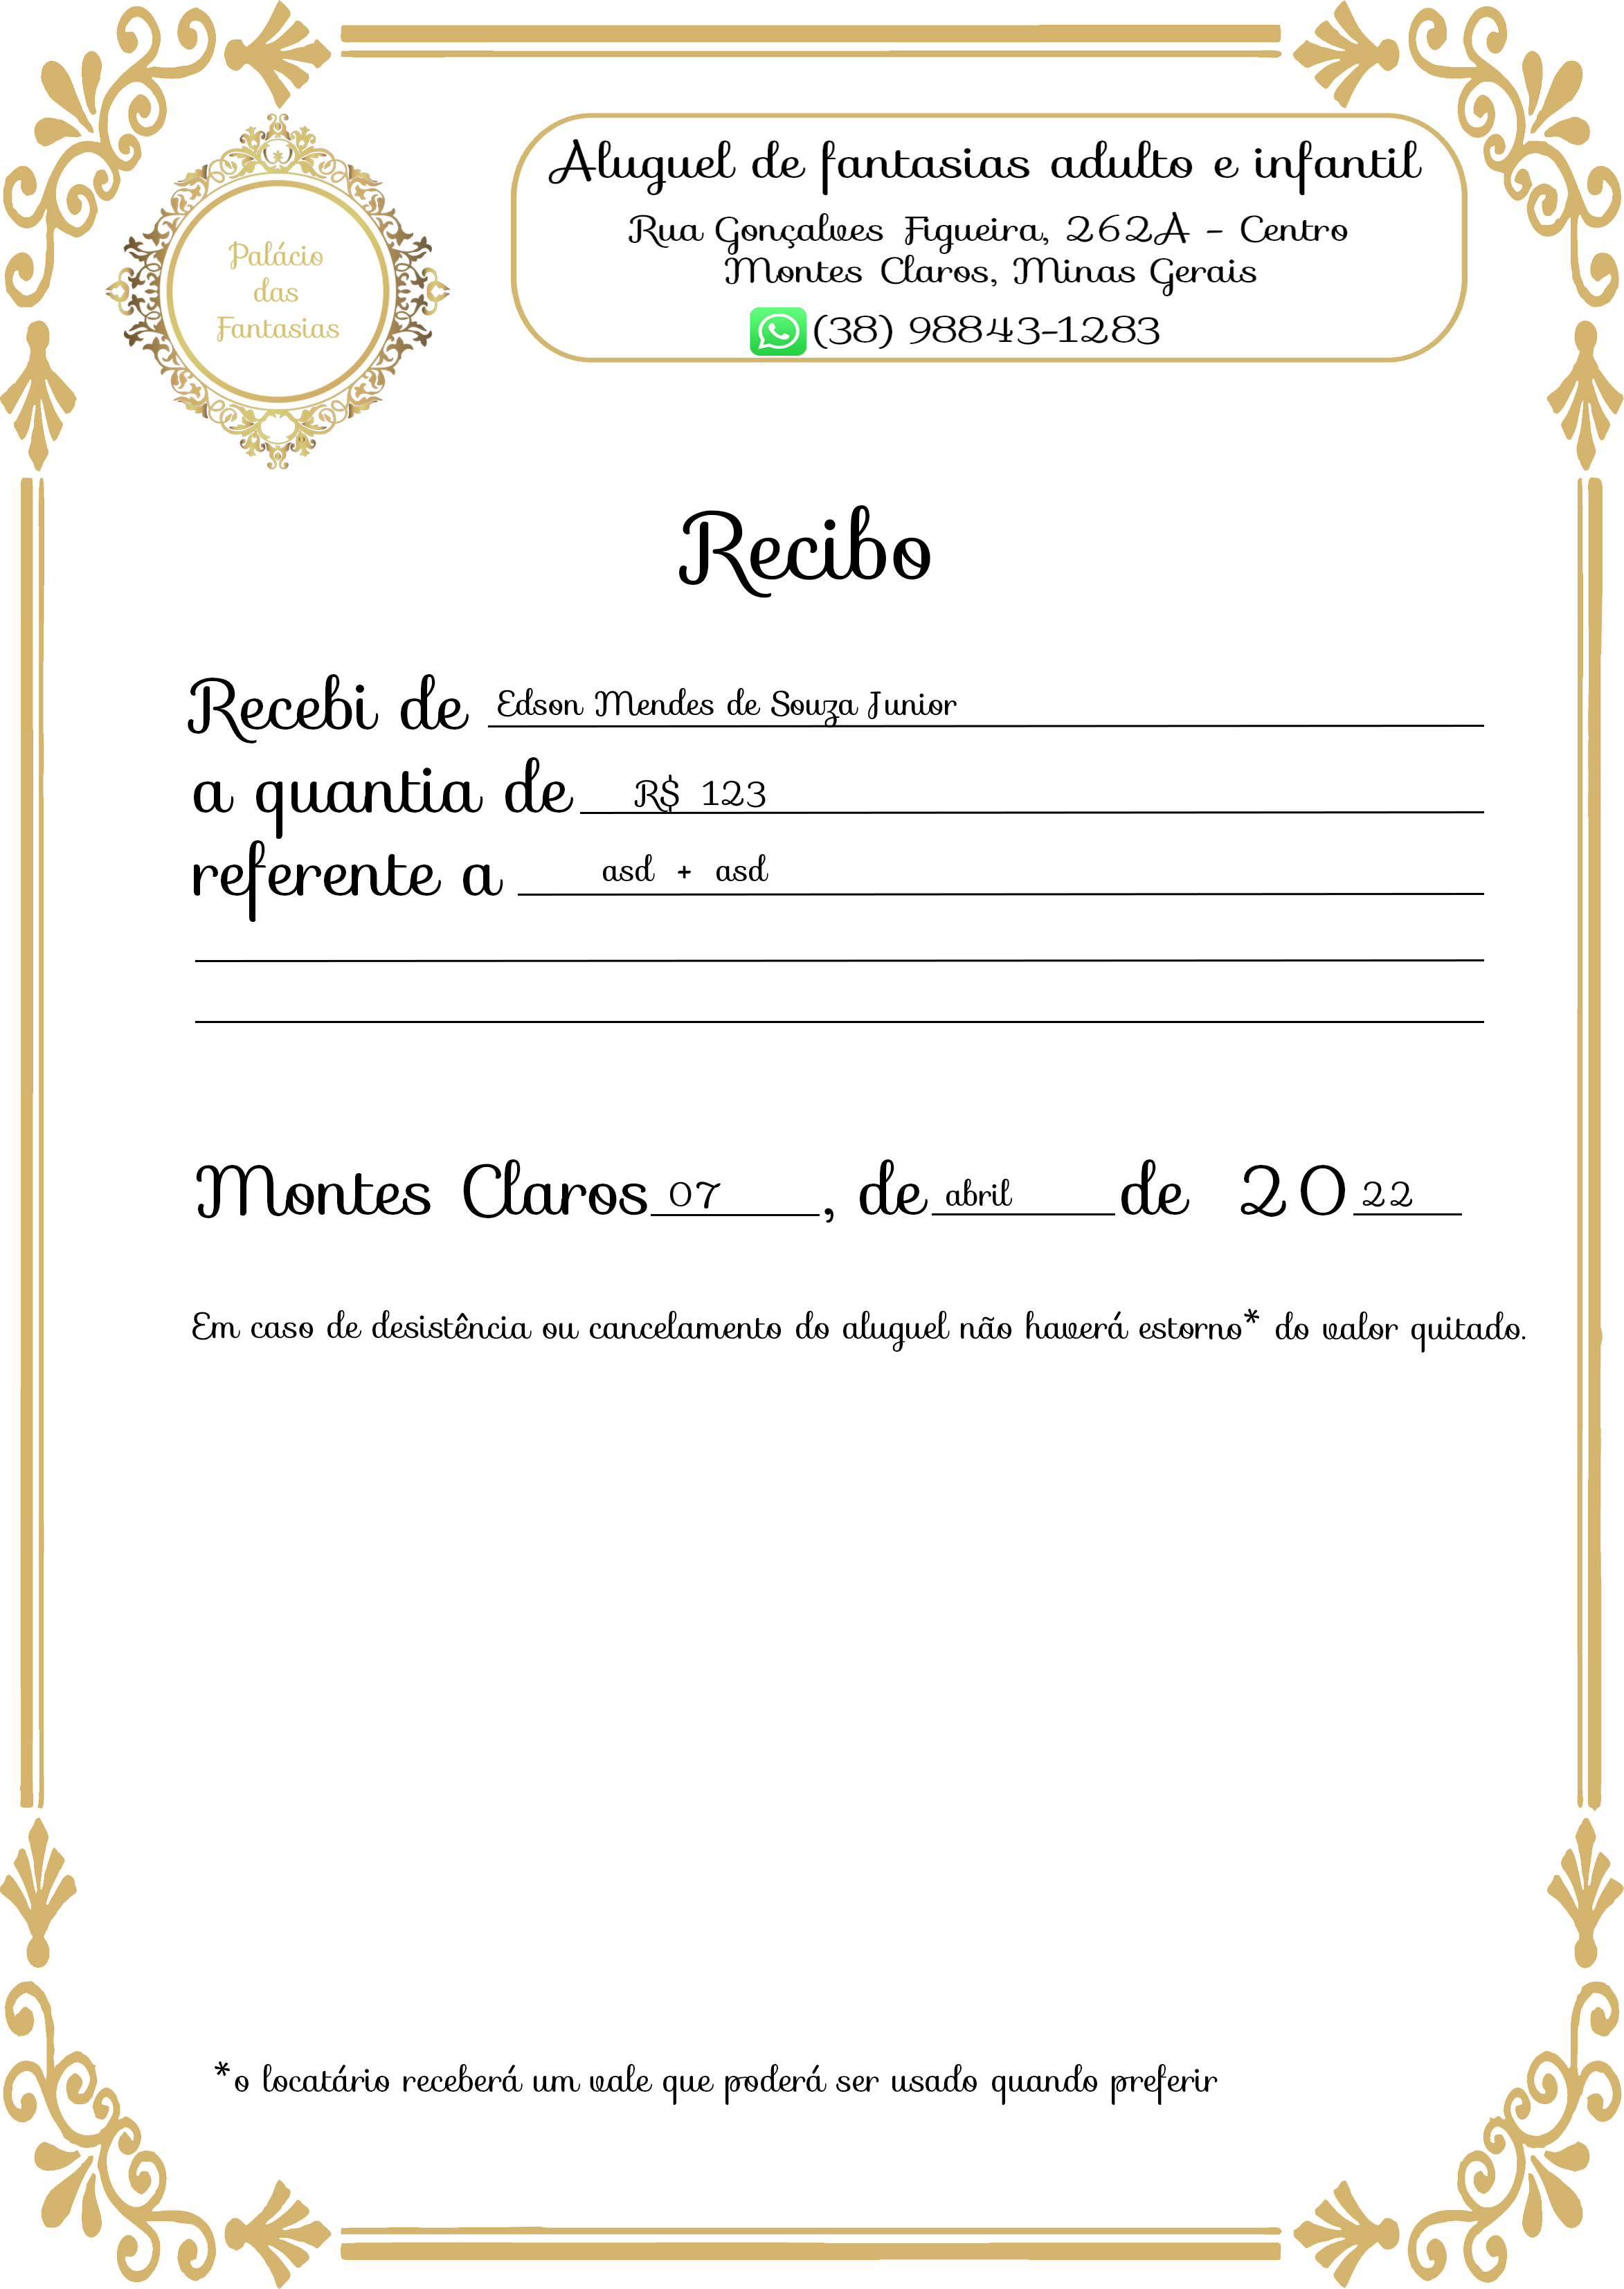 Palácio
das
Fantasias
Aluguel de fantasias adulto e infantil
Rua Gonçalves Figueira, 262A - Centro
Montes Claros, Minas Gerais
(38) 98843-1283
Recibo
Recebi de Edson Mendes de Souza Junior
a quantia de R$ 123
referente a asd + asd
Montes Claros 07, de abril de 2022
Em caso de desistência ou cancelamento do aluguel não haverá estorno* do valor quitado.
*o locatário receberá um vale que poderá ser usado quando preferir